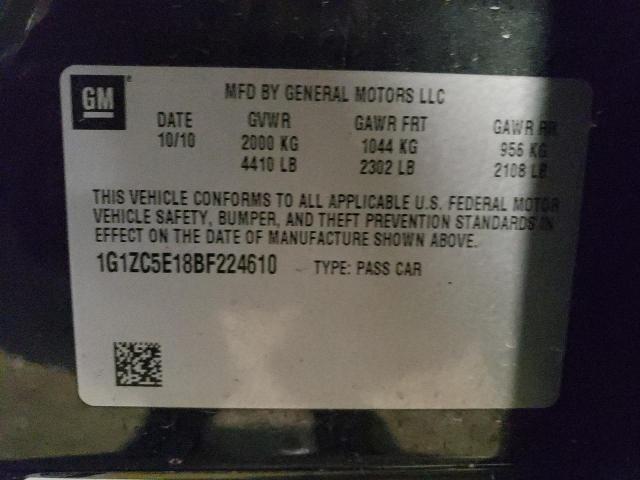 GM
MFD BY GENERAL MOTORS LLC
DATE GVWR GAWR FRT GAWR RR
10/10 2000 KG 1044 KG 956 KG
4410 LB 2302 LB 2108 LB
THIS VEHICLE CONFORMS TO ALL APPLICABLE U.S. FEDERAL MOTOR
VEHICLE SAFETY, BUMPER, AND THEFT PREVENTION STANDARDS IN
EFFECT ON THE DATE OF MANUFACTURE SHOWN ABOVE.
1G1ZC5E18BF224610 TYPE: PASS CAR